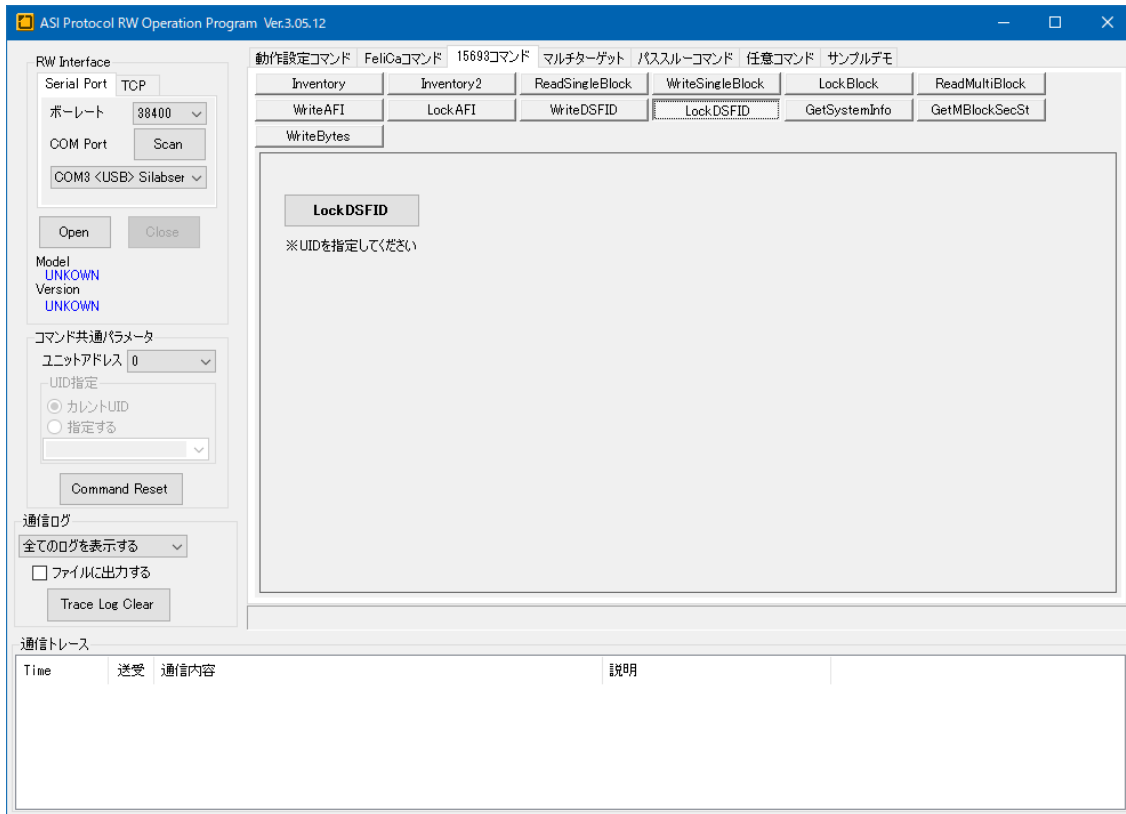 ASI Protocol RW Operation Program Ver.3.05.12
RW Interface
Serial Port TCP
ボーレート 38400
COM Port Scan
COM3 <USB> Silabser
Open Close
Model
UNKOWN
Version
UNKOWN
コマンド共通パラメータ
ユニットアドレス 0
UID指定
カレントUID
指定する
Command Reset
通信ログ
全てのログを表示する
ファイルに出力する
Trace Log Clear
動作設定コマンド FeliCaコマンド 15693コマンド マルチターゲット パススルーコマンド 任意コマンド サンプルデモ
Inventory Inventory2 ReadSingleBlock WriteSingleBlock LockBlock ReadMultiBlock
WriteAFI LockAFI WriteDSFID LockDSFID GetSystemInfo GetMBlockSecSt
WriteBytes
LockDSFID
※UIDを指定してください
通信トレース
Time 送受 通信内容 説明